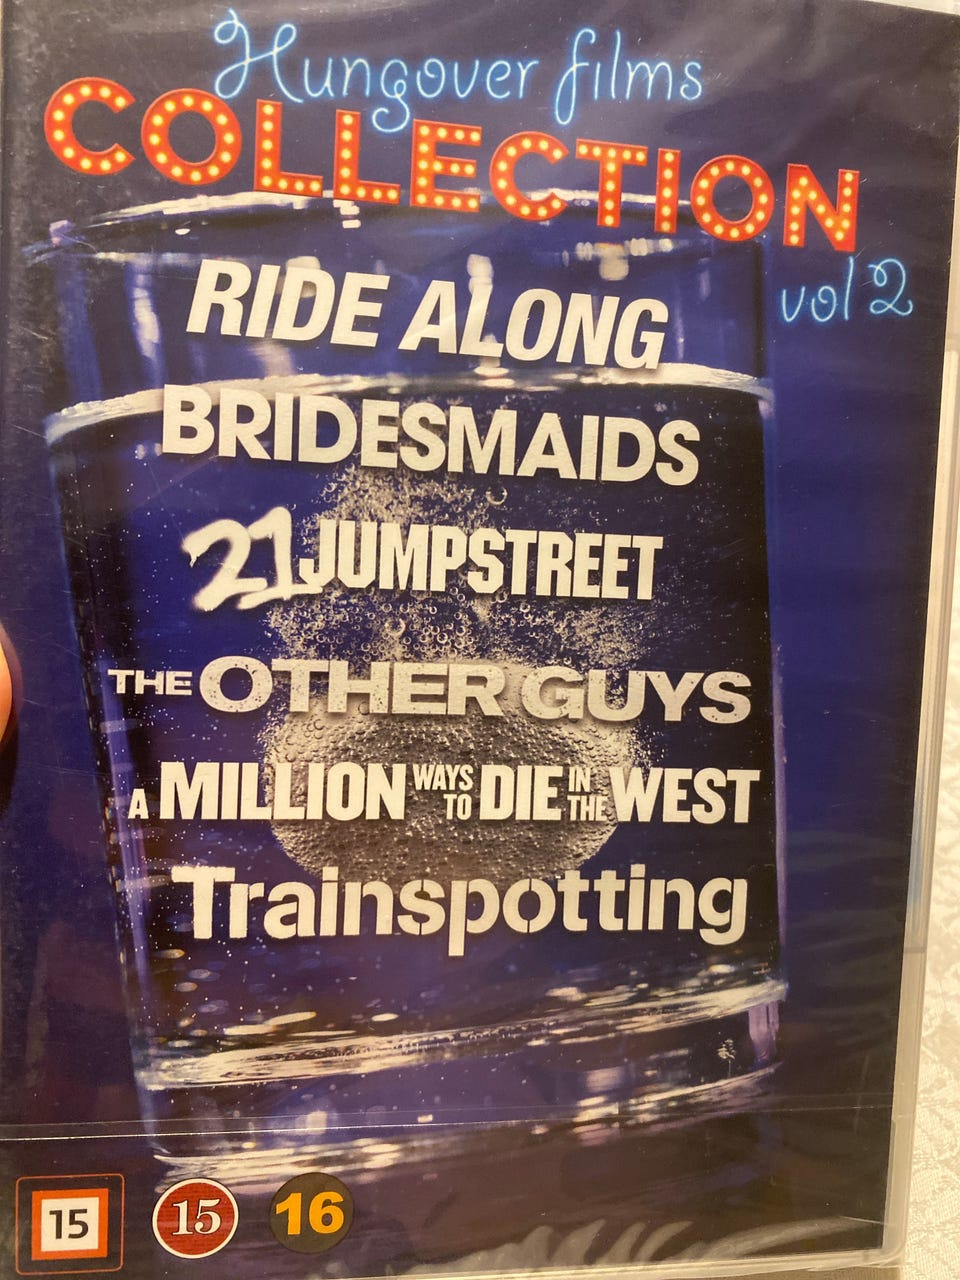 Hungover films
COLLECTION
vol 2
RIDE ALONG
BRIDESMAIDS
21 JUMPSTREET
THE OTHER GUYS
A MILLION WAYS TO DIE IN THE WEST
Trainspotting
15 15 16